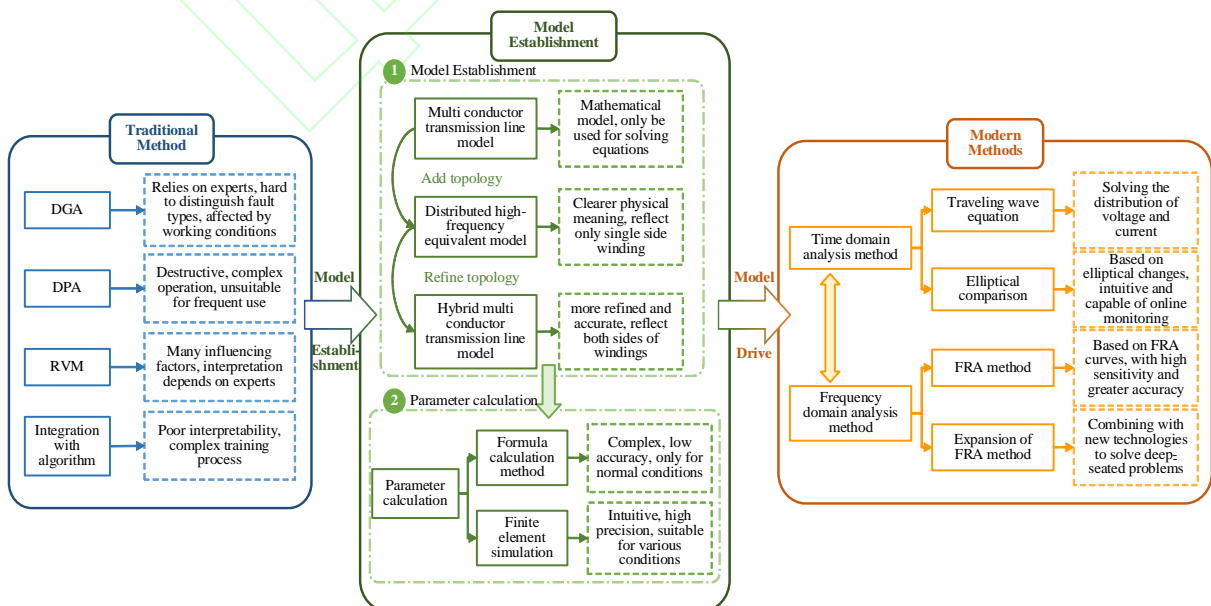 Traditional
Method
DGA
Relies on experts, hard
to distinguish fault
types, affected by
working conditions
DPA
Destructive, complex
operation, unsuitable
for frequent use
RVM
Many influencing
factors, interpretation
depends on experts
Integration
with algorithm
Poor interpretability,
complex training
process
Model
Establi-
shment
Model
Establishment
1 Model Establishment
Multi conductor
transmission line
model
Mathematical
model, only be
used for solving
equations
Add topology
Distributed high-
frequency
equivalent model
Clearer physical
meaning, reflect
only single side
winding
Refine topology
Hybrid multi
conductor
transmission line
model
more refined and
accurate, reflect
both sides of
windings
2 Parameter calculation
Parameter
calculation
Formula
calculation
method
Complex, low
accuracy, only for
normal conditions
Finite
element
simulation
Intuitive, high
precision, suitable
for various
conditions
Model
Drive
Modern
Methods
Time domain
analysis method
Traveling wave
equation
Solving the
distribution of
voltage and
current
Elliptical
comparison
Based on
elliptical changes,
intuitive and
capable of online
monitoring
Frequency
domain analysis
method
FRA method
Based on FRA
curves, with high
sensitivity and
greater accuracy
Expansion of
FRA method
Combining with
new technologies
to solve deep-
seated problems